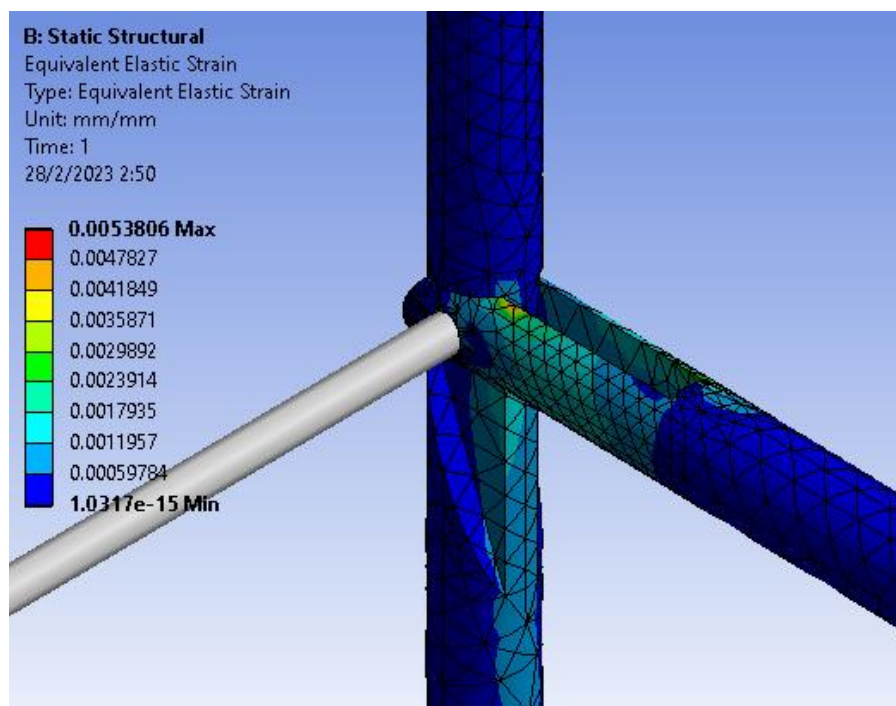 B: Static Structural
Equivalent Elastic Strain
Type: Equivalent Elastic Strain
Unit: mm/mm
Time: 1
28/2/2023 2:50
0.0053806 Max
0.0047827
0.0041849
0.0035871
0.0029892
0.0023914
0.0017935
0.0011957
0.00059784
1.0317e-15 Min